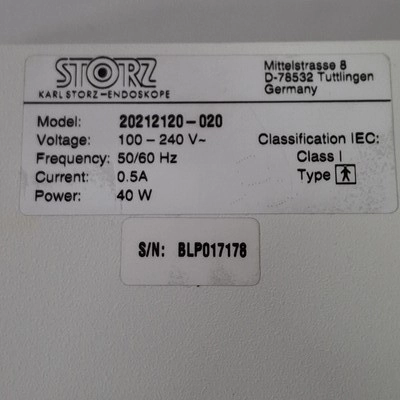 STORZ
KARL STORZ-ENDOSKOPE
Mittelstrasse 8
D-78532 Tuttlingen
Germany
Model: 20212120-020
Voltage: 100-240 V~
Frequency: 50/60 Hz
Current: 0.5A
Power: 40 W
Classification IEC:
Class I
Type
S/N: BLP017178